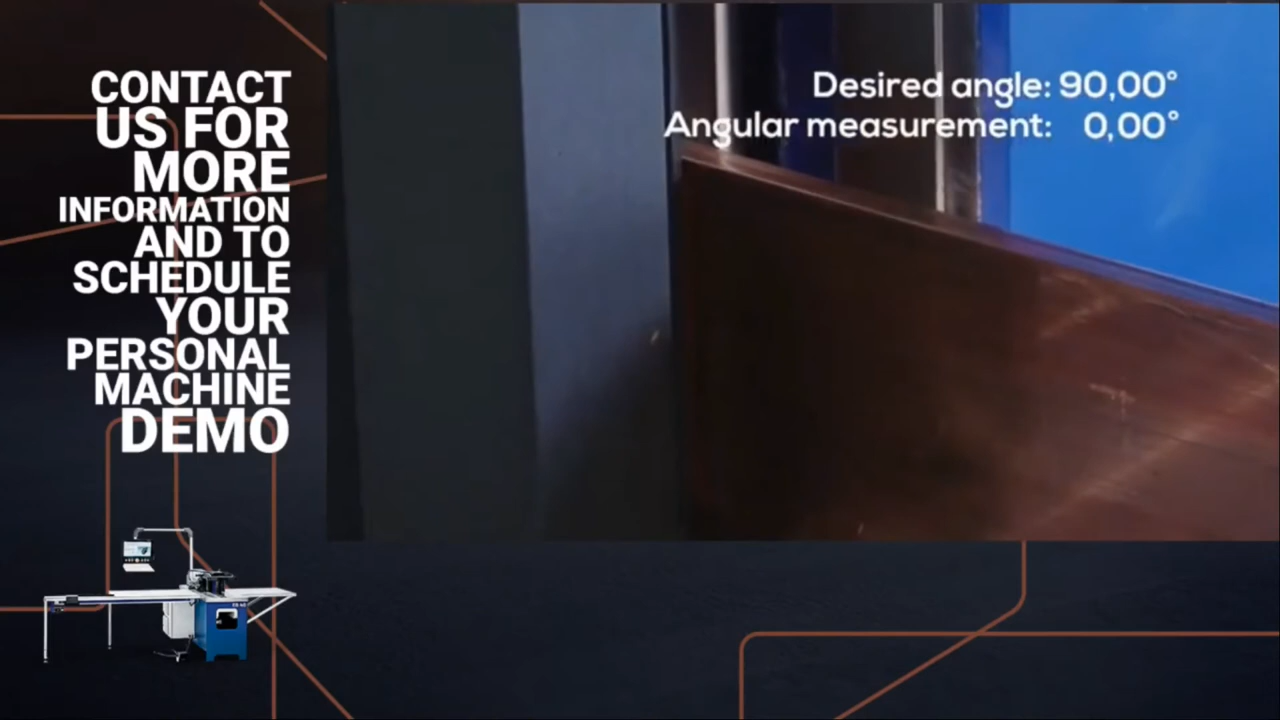 CONTACT
US FOR
MORE
INFORMATION
AND TO
SCHEDULE
YOUR
PERSONAL
MACHINE
DEMO
Desired angle: 90,00°
Angular measurement: 0,00°